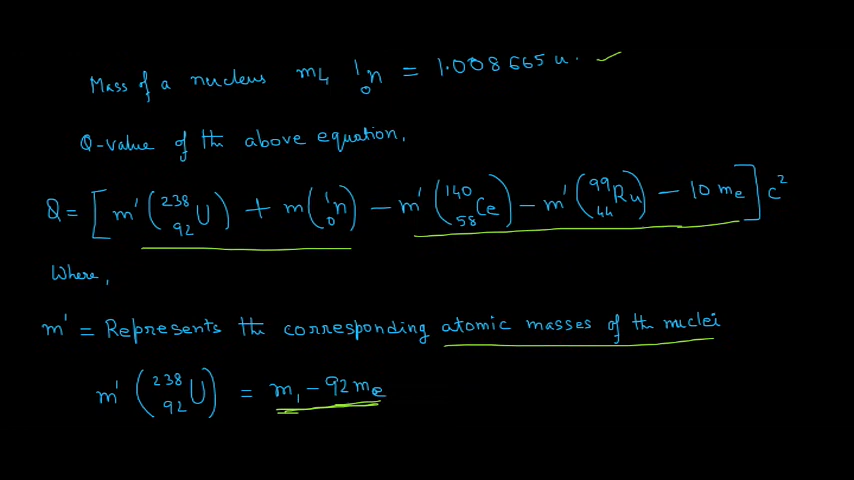 Mass of a nucleus m₄ ¹₀n = 1.008665 u. ✓
Q-value of the above equation,
Q = [ m' (²³⁸₉₂U) + m (¹₀n) − m' (¹⁴⁰₅₈Ce) − m' (⁹⁹₄₄Ru) − 10 mₑ ] c²
Where,
m' = Represents the corresponding atomic masses of the nuclei
m' (²³⁸₉₂U) = m₁ − 92 mₑ